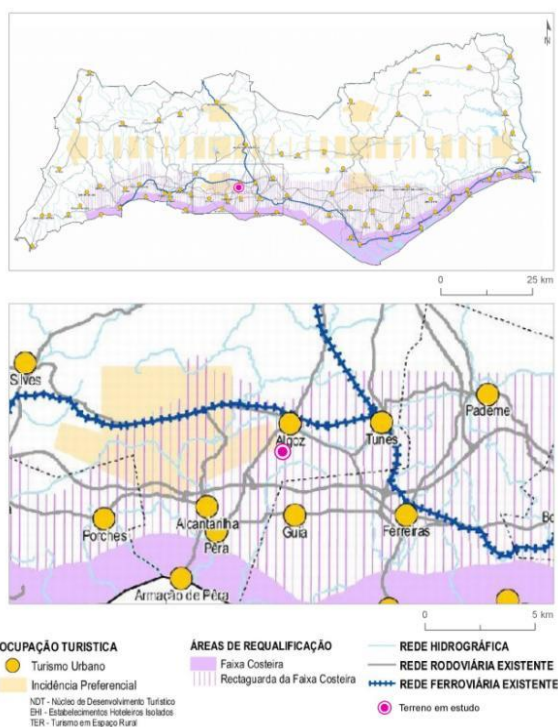 N
0
25 km
Silves
Paderne
Algoz
Tunes
Porches
Alcantarilha
Pêra
Guia
Ferreiras
Bo
Armação de Pêra
0
5 km
OCUPAÇÃO TURISTICA
Turismo Urbano
Incidência Preferencial
NDT - Núcleo de Desenvolvimento Turístico
EHI - Estabelecimentos Hoteleiros Isolados
TER - Turismo em Espaço Rural
ÁREAS DE REQUALIFICAÇÃO
Faixa Costeira
Rectaguarda da Faixa Costeira
REDE HIDROGRÁFICA
REDE RODOVIÁRIA EXISTENTE
REDE FERROVIÁRIA EXISTENTE
Terreno em estudo